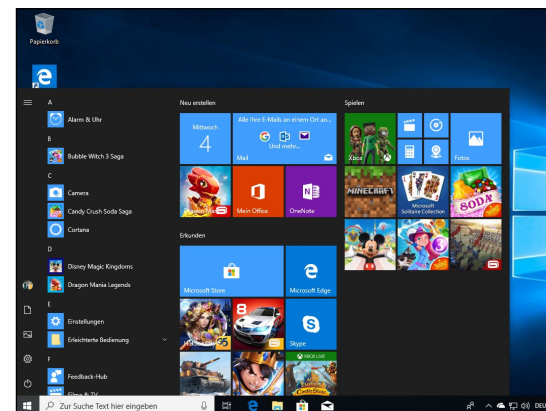 Papierkorb
A
Alarm & Uhr
B
Bubble Witch 3 Saga
C
Camera
Candy Crush Soda Saga
Cortana
D
Disney Magic Kingdoms
Dragon Mania Legends
E
Einstellungen
Erleichterte Bedienung
F
Feedback-Hub
Filme & TV
Neu erstellen
Mittwoch
4
Alle Ihre E-Mails an einem Ort an...
Und mehr...
Mail
Mein Office
OneNote
Erkunden
Microsoft Store
Microsoft Edge
Skype
XBOX LIVE
Spielen
Xbox
Fotos
MINECRAFT
Microsoft
Solitaire Collection
SODA
Zur Suche Text hier eingeben
DEU